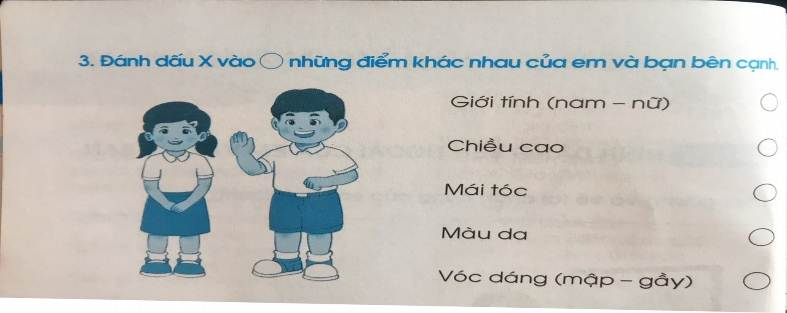 3. Đánh dấu X vào ◯ những điểm khác nhau của em và bạn bên cạnh.
Giới tính (nam – nữ) ◯
Chiều cao ◯
Mái tóc ◯
Màu da ◯
Vóc dáng (mập – gầy) ◯